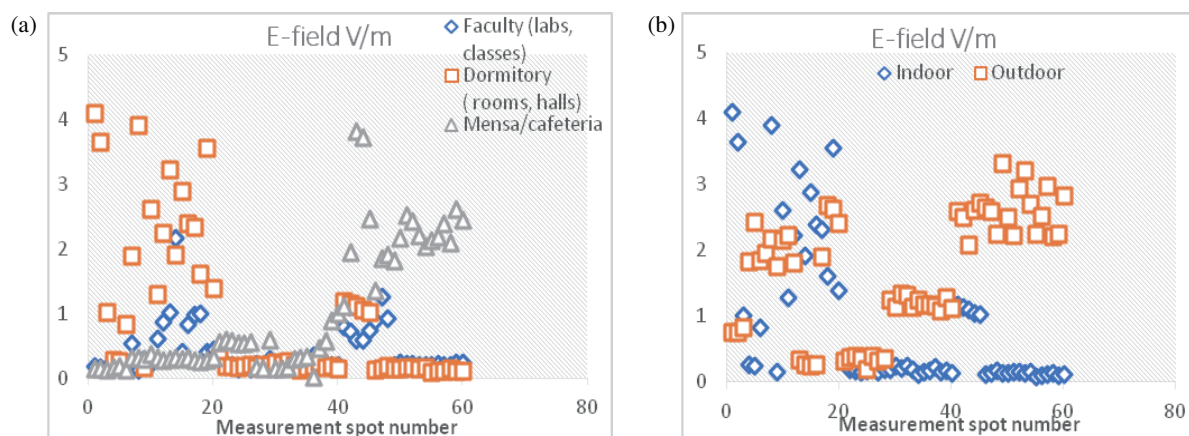 (a)
E-field V/m
Faculty (labs,
classes)
Dormitory
( rooms, halls)
Mensa/cafeteria
5
4
3
2
1
0
0 20 40 60 80
Measurement spot number
(b)
E-field V/m
Indoor Outdoor
5
4
3
2
1
0
0 20 40 60 80
Measurement spot number